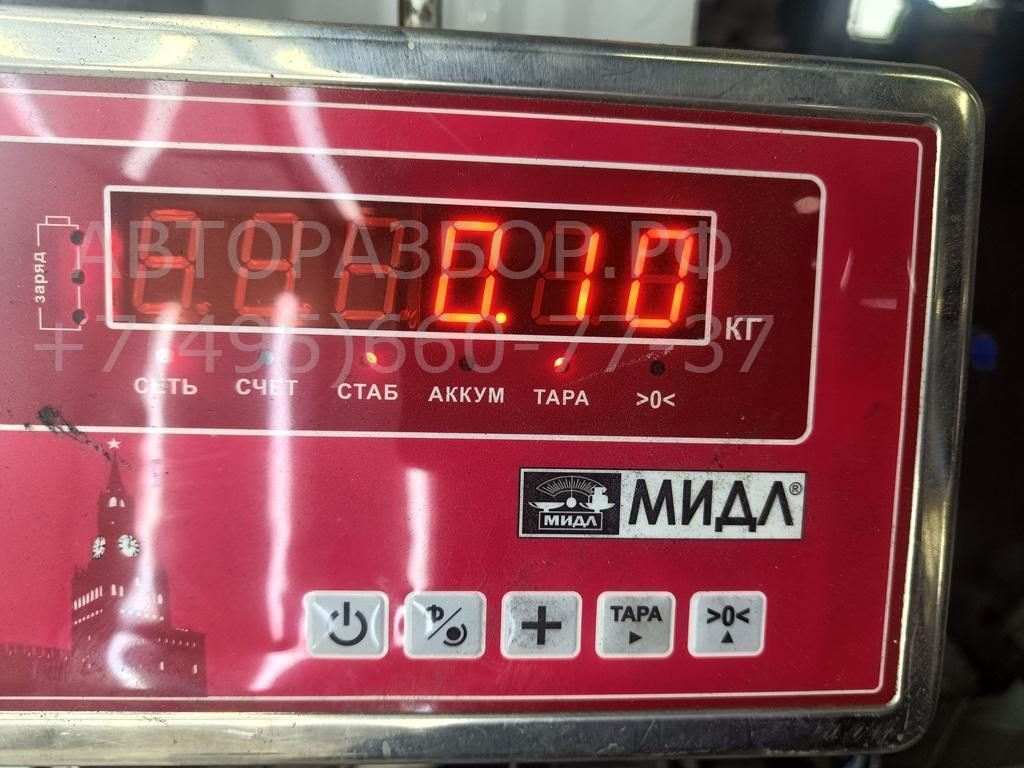 АВТОРАЗБОР.РФ
+7(495)660-77-37
заряд
0.10
КГ
СЕТЬ СЧЕТ СТАБ АККУМ ТАРА >0<
МИДЛ МИДЛ®
ТАРА >0<